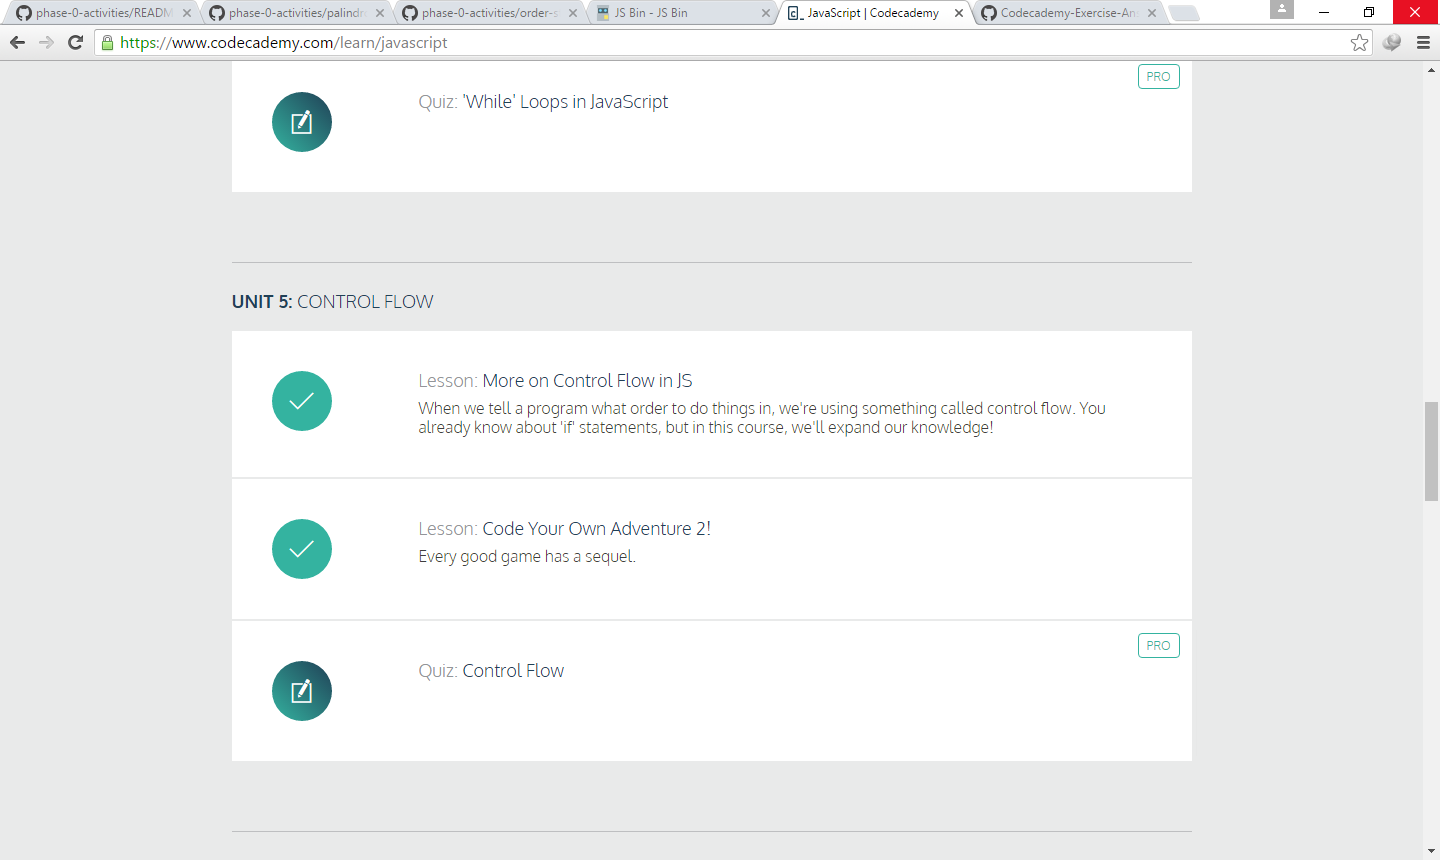 phase-0-activities/READM
phase-0-activities/palindr
phase-0-activities/order-s
JS Bin - JS Bin
JavaScript | Codecademy
Codecademy-Exercise-An
https://www.codecademy.com/learn/javascript
PRO
Quiz: 'While' Loops in JavaScript
UNIT 5: CONTROL FLOW
Lesson: More on Control Flow in JS
When we tell a program what order to do things in, we're using something called control flow. You
already know about 'if' statements, but in this course, we'll expand our knowledge!
Lesson: Code Your Own Adventure 2!
Every good game has a sequel.
PRO
Quiz: Control Flow